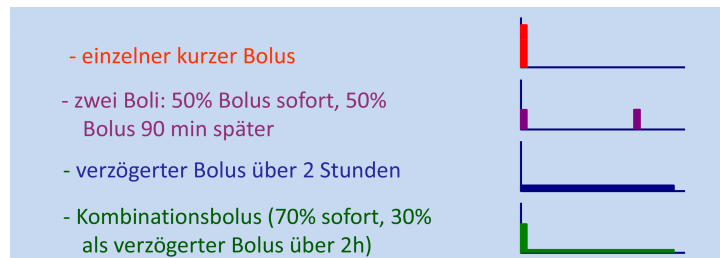 - einzelner kurzer Bolus
- zwei Boli: 50% Bolus sofort, 50%
Bolus 90 min später
- verzögerter Bolus über 2 Stunden
- Kombinationsbolus (70% sofort, 30%
als verzögerter Bolus über 2h)